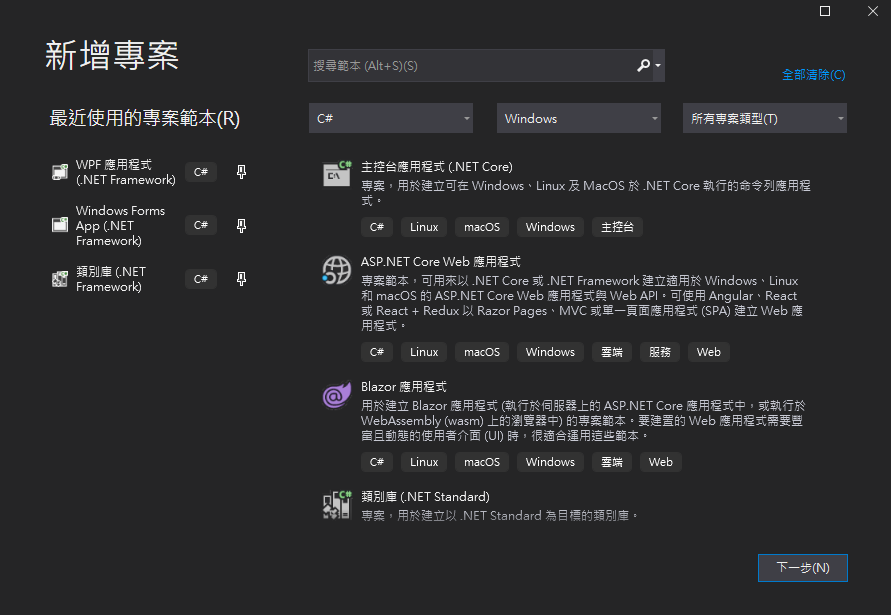 新增專案
搜尋範本 (Alt+S)(S)
全部清除(C)
最近使用的專案範本(R)
C#
Windows
所有專案類型(T)
WPF 應用程式
(.NET Framework)
C#
Windows Forms
App (.NET
Framework)
C#
類別庫 (.NET
Framework)
C#
主控台應用程式 (.NET Core)
專案，用於建立可在 Windows、Linux 及 MacOS 於 .NET Core 執行的命令列應用程
式。
C# Linux macOS Windows 主控台
ASP.NET Core Web 應用程式
專案範本，可用來以 .NET Core 或 .NET Framework 建立適用於 Windows、Linux
和 macOS 的 ASP.NET Core Web 應用程式與 Web API。可使用 Angular、React
或 React + Redux 以 Razor Pages、MVC 或單一頁面應用程式 (SPA) 建立 Web 應
用程式。
C# Linux macOS Windows 雲端 服務 Web
Blazor 應用程式
用於建立 Blazor 應用程式 (執行於伺服器上的 ASP.NET Core 應用程式中，或執行於
WebAssembly (wasm) 上的瀏覽器中) 的專案範本。要建置的 Web 應用程式需要豐
富且動態的使用者介面 (UI) 時，很適合運用這些範本。
C# Linux macOS Windows 雲端 Web
類別庫 (.NET Standard)
專案，用於建立以 .NET Standard 為目標的類別庫。
下一步(N)